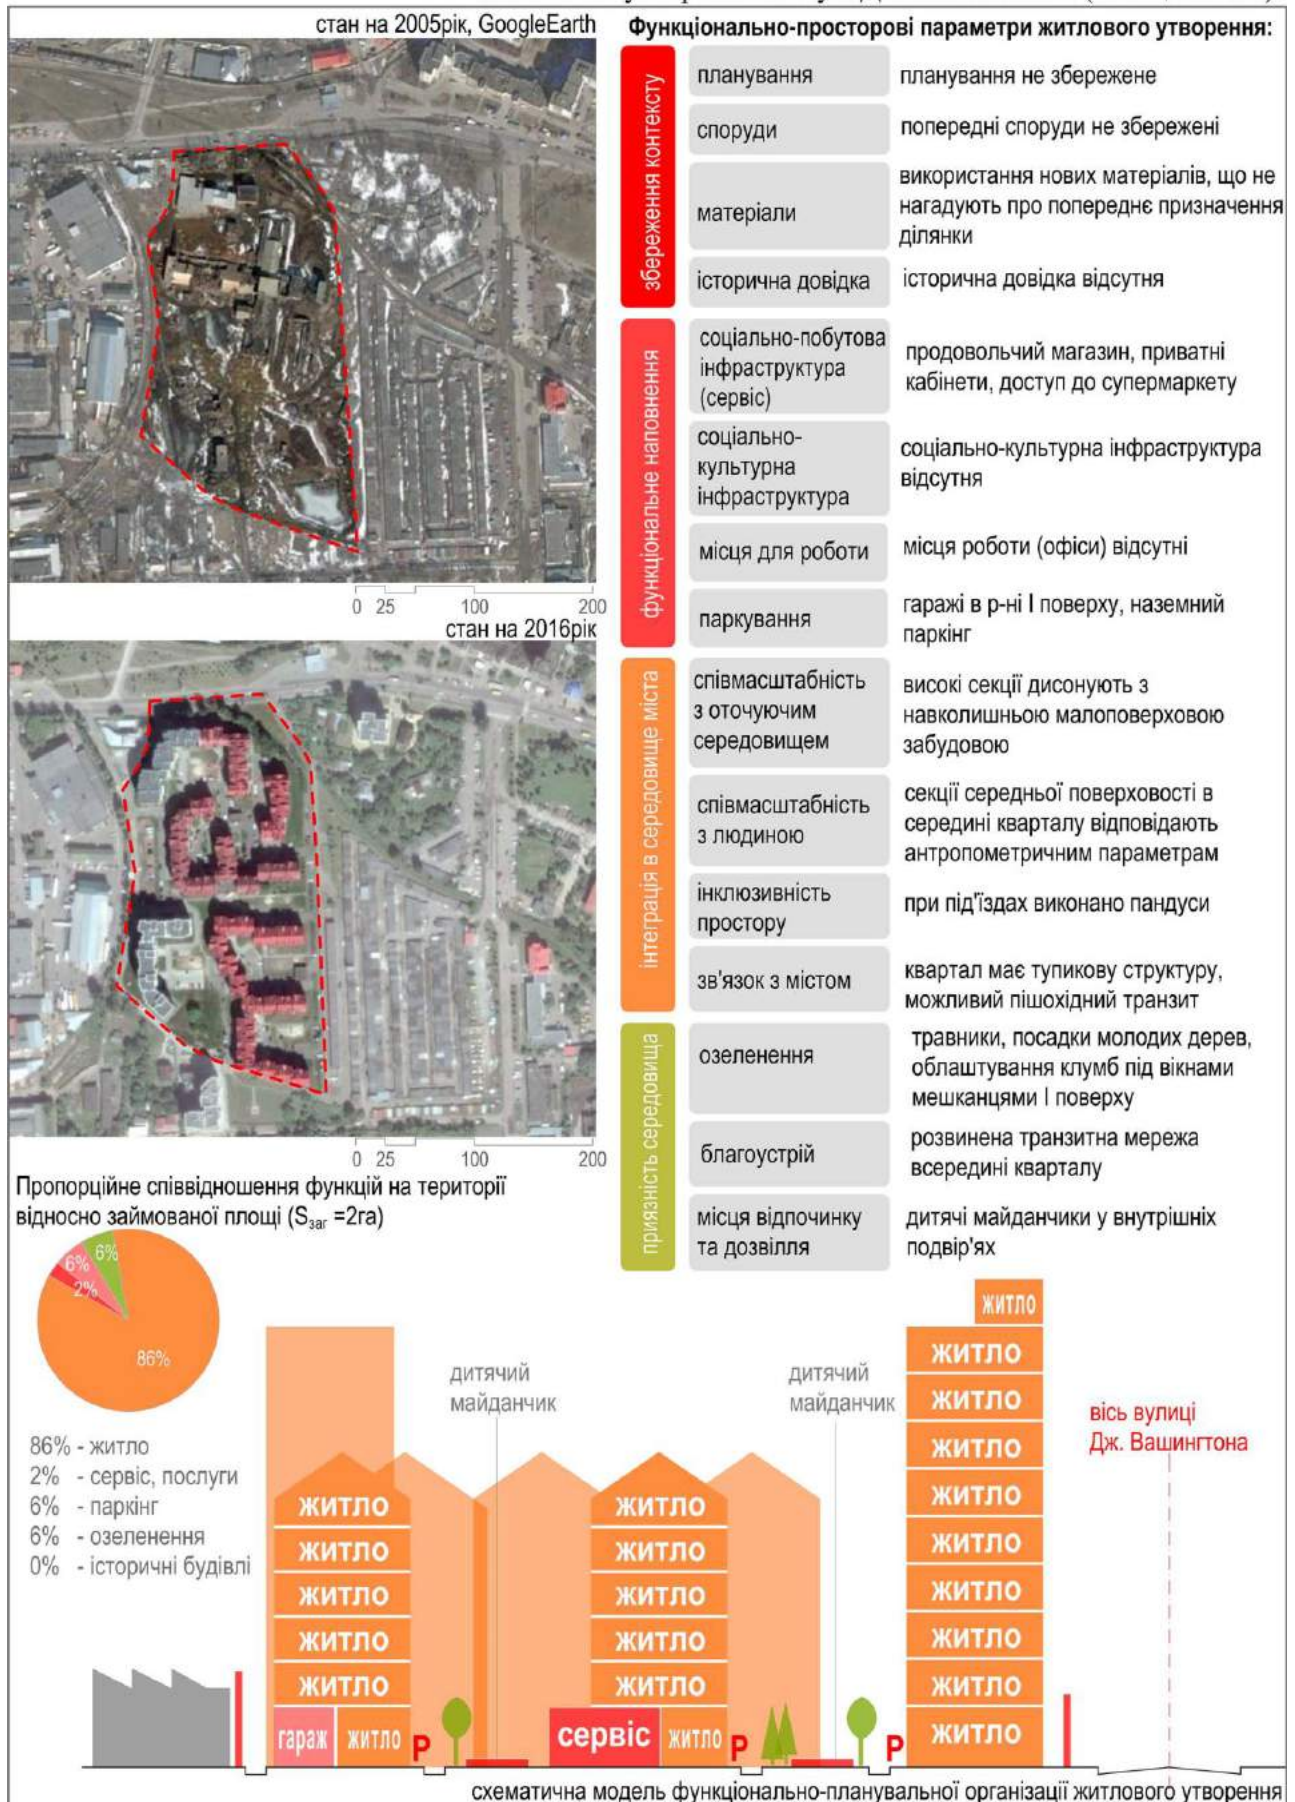 стан на 2005рік, GoogleEarth
0 25 100 200
стан на 2016рік
0 25 100 200
Функціонально-просторові параметри житлового утворення:
збереження контексту
планування
планування не збережене
споруди
попередні споруди не збережені
матеріали
використання нових матеріалів, що не
нагадують про попереднє призначення
ділянки
історична довідка
історична довідка відсутня
функціональне наповнення
соціально-побутова
інфраструктура
(сервіс)
продовольчий магазин, приватні
кабінети, доступ до супермаркету
соціально-
культурна
інфраструктура
соціально-культурна інфраструктура
відсутня
місця для роботи
місця роботи (офіси) відсутні
паркування
гаражі в р-ні І поверху, наземний
паркінг
інтеграція в середовище міста
співмасштабність
з оточуючим
середовищем
високі секції дисонують з
навколишньою малоповерховою
забудовою
співмасштабність
з людиною
секції середньої поверховості в
середині кварталу відповідають
антропометричним параметрам
інклюзивність
простору
при під'їздах виконано пандуси
зв'язок з містом
квартал має тупикову структуру,
можливий пішохідний транзит
приязність середовища
озеленення
травники, посадки молодих дерев,
облаштування клумб під вікнами
мешканцями І поверху
благоустрій
розвинена транзитна мережа
всередині кварталу
місця відпочинку
та дозвілля
дитячі майданчики у внутрішніх
подвір'ях
Пропорційне співвідношення функцій на території
відносно займованої площі (Sзаг =2га)
6%
6%
2%
86%
86% - житло
2% - сервіс, послуги
6% - паркінг
6% - озеленення
0% - історичні будівлі
житло
житло
житло
житло
житло
гараж
житло
P
дитячий
майданчик
житло
житло
житло
житло
житло
сервіс
житло
P
дитячий
майданчик
P
житло
житло
житло
житло
житло
житло
житло
житло
житло
житло
вісь вулиці
Дж. Вашингтона
схематична модель функціонально-планувальної організації житлового утворення